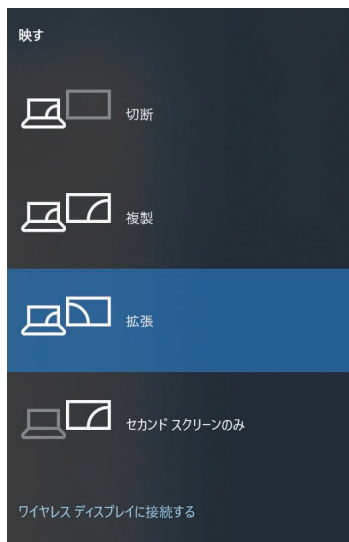 映す
切断
複製
拡張
セカンド スクリーンのみ
ワイヤレス ディスプレイに接続する